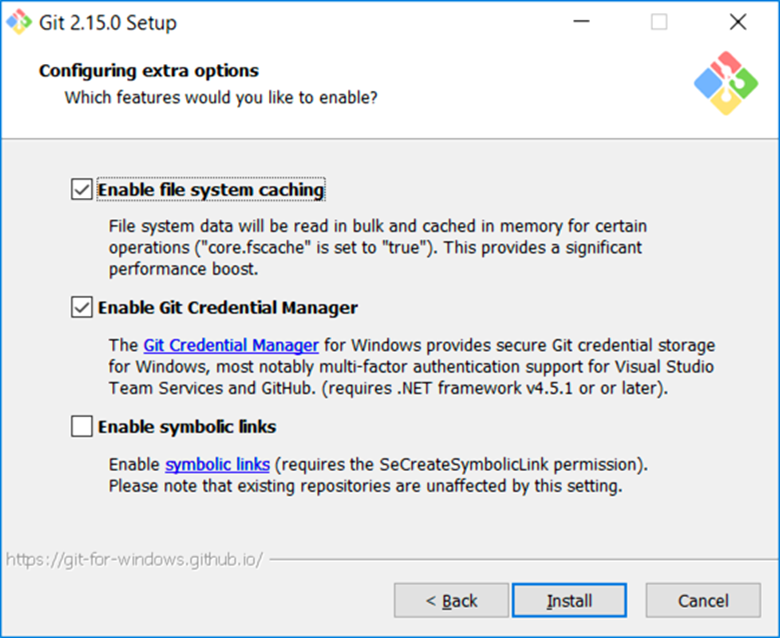 Git 2.15.0 Setup
Configuring extra options
Which features would you like to enable?
Enable file system caching
File system data will be read in bulk and cached in memory for certain
operations ("core.fscache" is set to "true"). This provides a significant
performance boost.
Enable Git Credential Manager
The Git Credential Manager for Windows provides secure Git credential storage
for Windows, most notably multi-factor authentication support for Visual Studio
Team Services and GitHub. (requires .NET framework v4.5.1 or or later).
Enable symbolic links
Enable symbolic links (requires the SeCreateSymbolicLink permission).
Please note that existing repositories are unaffected by this setting.
https://git-for-windows.github.io/
< Back Install Cancel